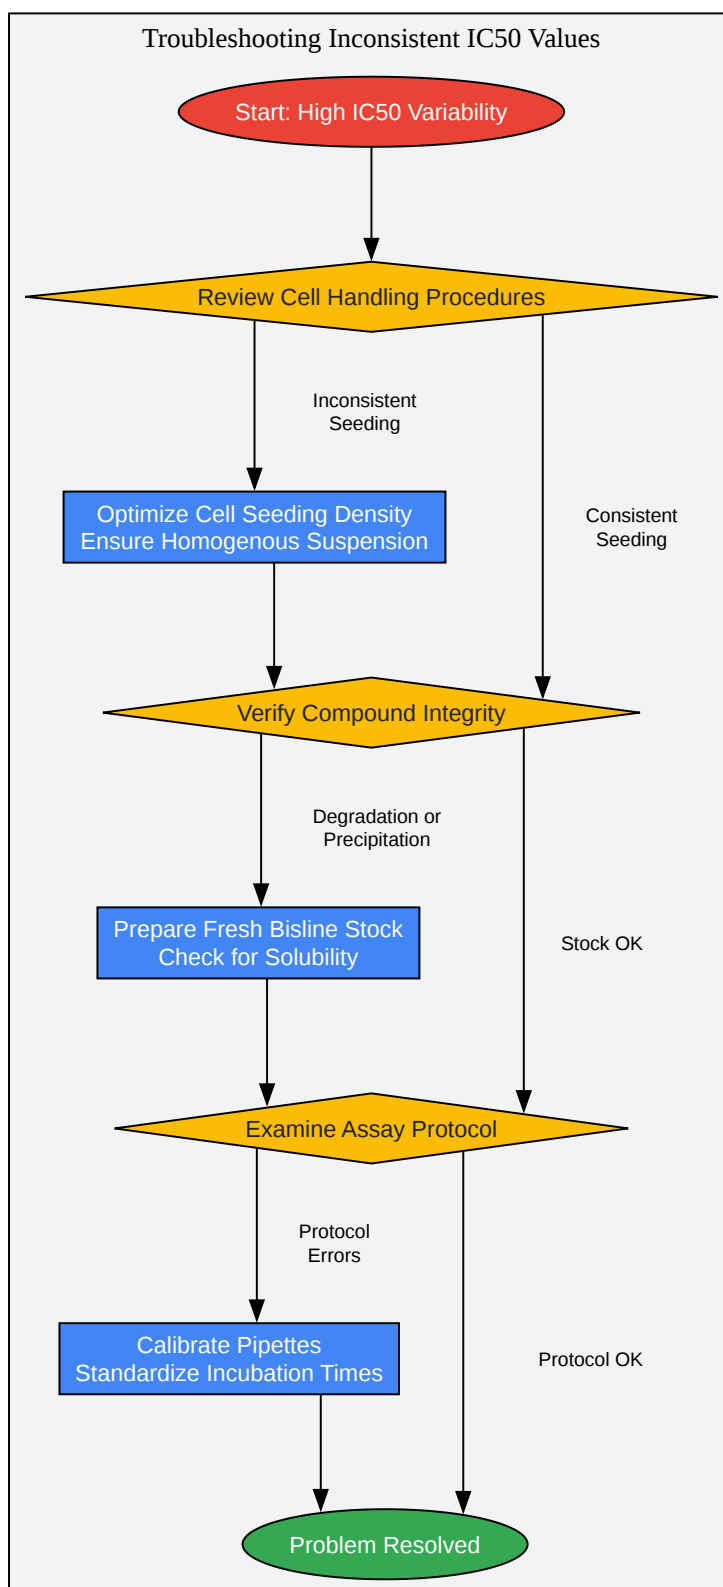 Troubleshooting Inconsistent IC50 Values
Start: High IC50 Variability
Review Cell Handling Procedures
Inconsistent
Seeding
Optimize Cell Seeding Density
Ensure Homogenous Suspension
Consistent
Seeding
Verify Compound Integrity
Degradation or
Precipitation
Prepare Fresh Bisline Stock
Check for Solubility
Stock OK
Examine Assay Protocol
Protocol
Errors
Calibrate Pipettes
Standardize Incubation Times
Protocol OK
Problem Resolved